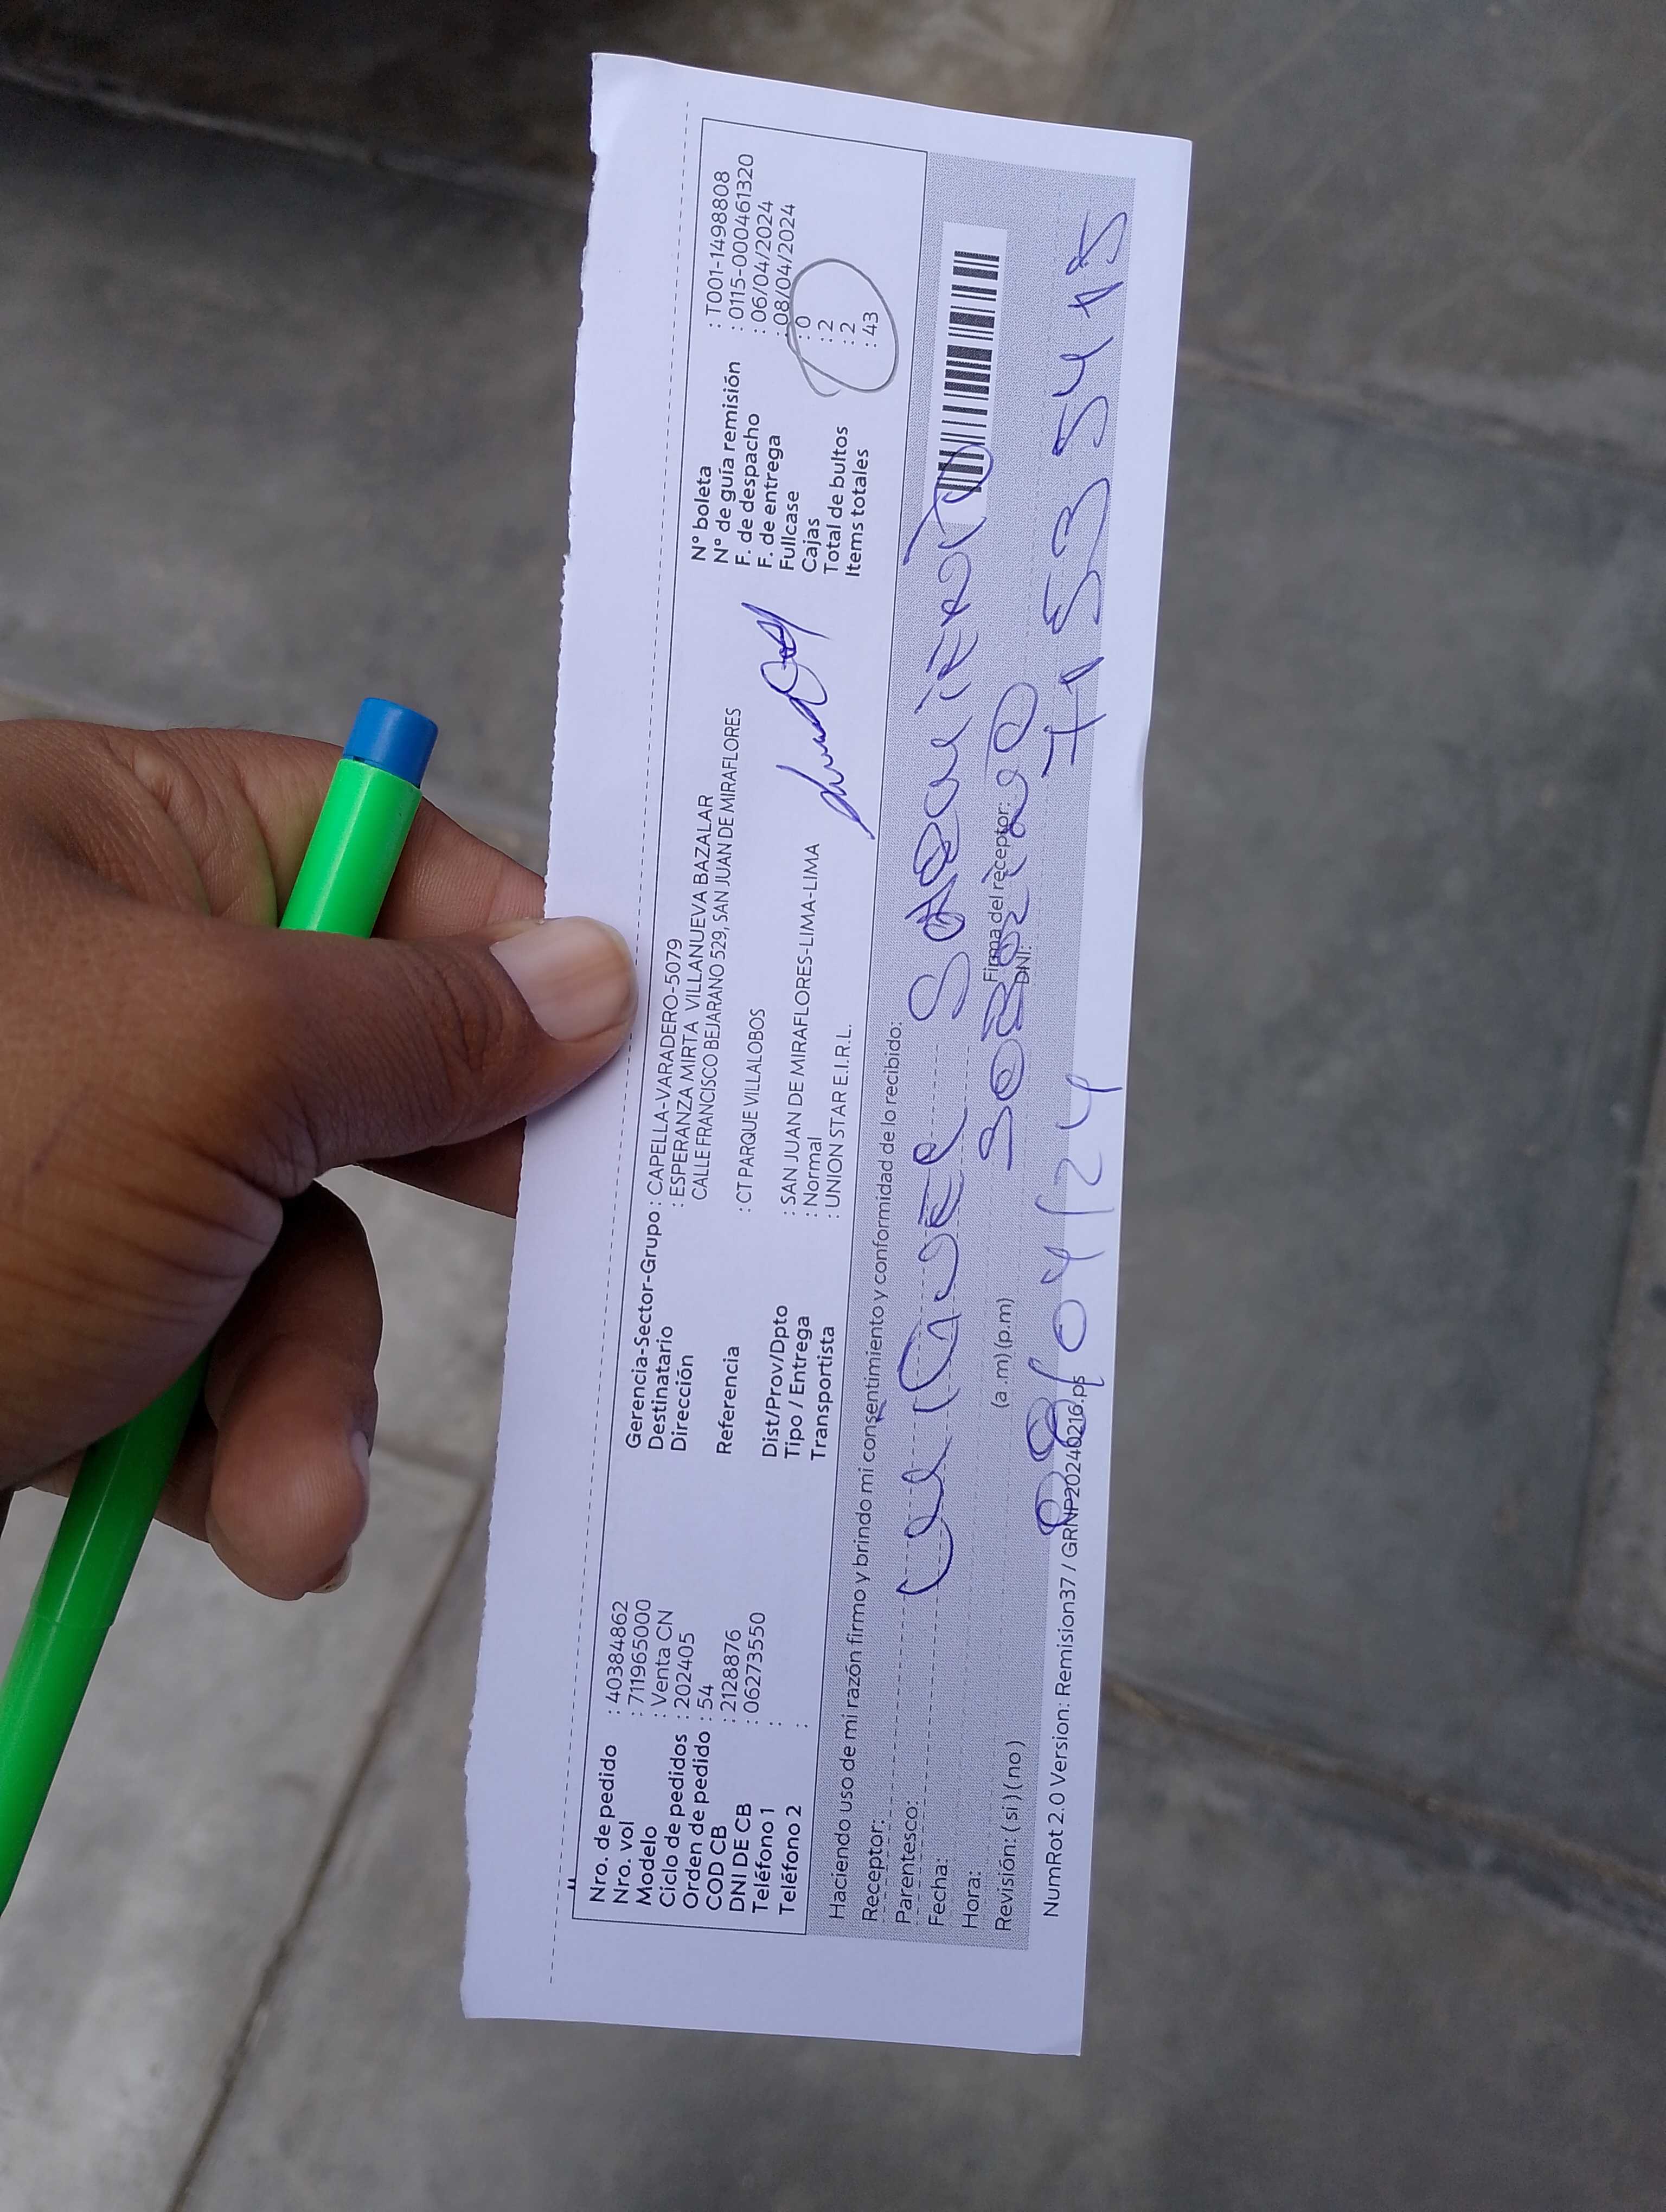 Nro. de pedido : 40384862
Nro. vol : 711965000
Modelo : Venta CN
Ciclo de pedidos : 202405
Orden de pedido : 54
COD CB : 2128876
DNI DE CB : 06273550
Teléfono 1 :
Teléfono 2 :
Gerencia-Sector-Grupo : CAPELLA-VARADERO-5079
Destinatario : ESPERANZA MIRTA VILLANUEVA BAZALAR
Dirección CALLE FRANCISCO BEJARANO 529, SAN JUAN DE MIRAFLORES
Referencia : CT PARQUE VILLALOBOS
Dist/Prov/Dpto : SAN JUAN DE MIRAFLORES-LIMA-LIMA
Tipo / Entrega : Normal
Transportista : UNION STAR E.I.R.L.
N° boleta : T001-1498808
N° de guía remisión : 0115-000461320
F. de despacho : 06/04/2024
F. de entrega : 08/04/2024
Fullcase : 0
Cajas : 2
Total de bultos : 2
Items totales : 43
Haciendo uso de mi razón firmo y brindo mi consentimiento y conformidad de lo recibido:
Receptor:
Parentesco:
Fecha:
Hora: (a .m) (p.m)
Revisión: ( si ) ( no )
Firma del receptor:
DNI:
08/04/24
71535415
NumRot 2.0 Version: Remision37 / GRNP20240216.ps